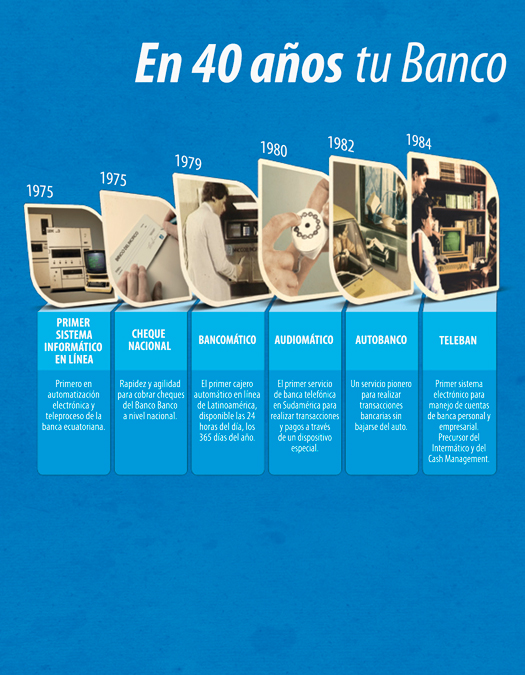 En 40 años tu Banco
1975
1975
1979
1980
1982
1984
PRIMER
SISTEMA
INFORMÁTICO
EN LÍNEA
Primero en
automatización
electrónica y
teleproceso de la
banca ecuatoriana.
CHEQUE
NACIONAL
Rapidez y agilidad
para cobrar cheques
del Banco Banco
a nivel nacional.
BANCOMÁTICO
El primer cajero
automático en línea
de Latinoamérica,
disponible las 24
horas del día, los
365 días del año.
AUDIOMÁTICO
El primer servicio
de banca telefónica
en Sudamérica para
realizar transacciones
y pagos a través
de un dispositivo
especial.
AUTOBANCO
Un servicio pionero
para realizar
transacciones
bancarias sin
bajarse del auto.
TELEBAN
Primer sistema
electrónico para
manejo de cuentas
de banca personal y
empresarial.
Precursor del
Intermático y del
Cash Management.